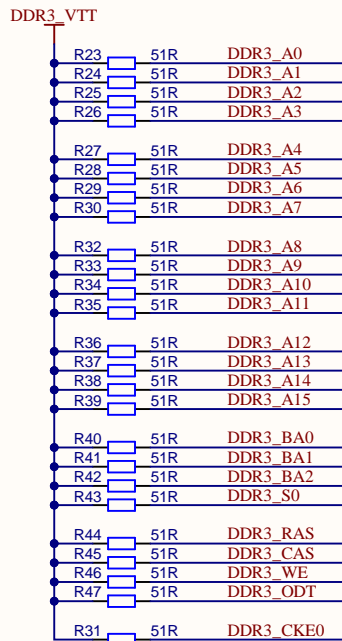 DDR3_VTT
R23 51R DDR3_A0
R24 51R DDR3_A1
R25 51R DDR3_A2
R26 51R DDR3_A3
R27 51R DDR3_A4
R28 51R DDR3_A5
R29 51R DDR3_A6
R30 51R DDR3_A7
R32 51R DDR3_A8
R33 51R DDR3_A9
R34 51R DDR3_A10
R35 51R DDR3_A11
R36 51R DDR3_A12
R37 51R DDR3_A13
R38 51R DDR3_A14
R39 51R DDR3_A15
R40 51R DDR3_BA0
R41 51R DDR3_BA1
R42 51R DDR3_BA2
R43 51R DDR3_S0
R44 51R DDR3_RAS
R45 51R DDR3_CAS
R46 51R DDR3_WE
R47 51R DDR3_ODT
R31 51R DDR3_CKE0